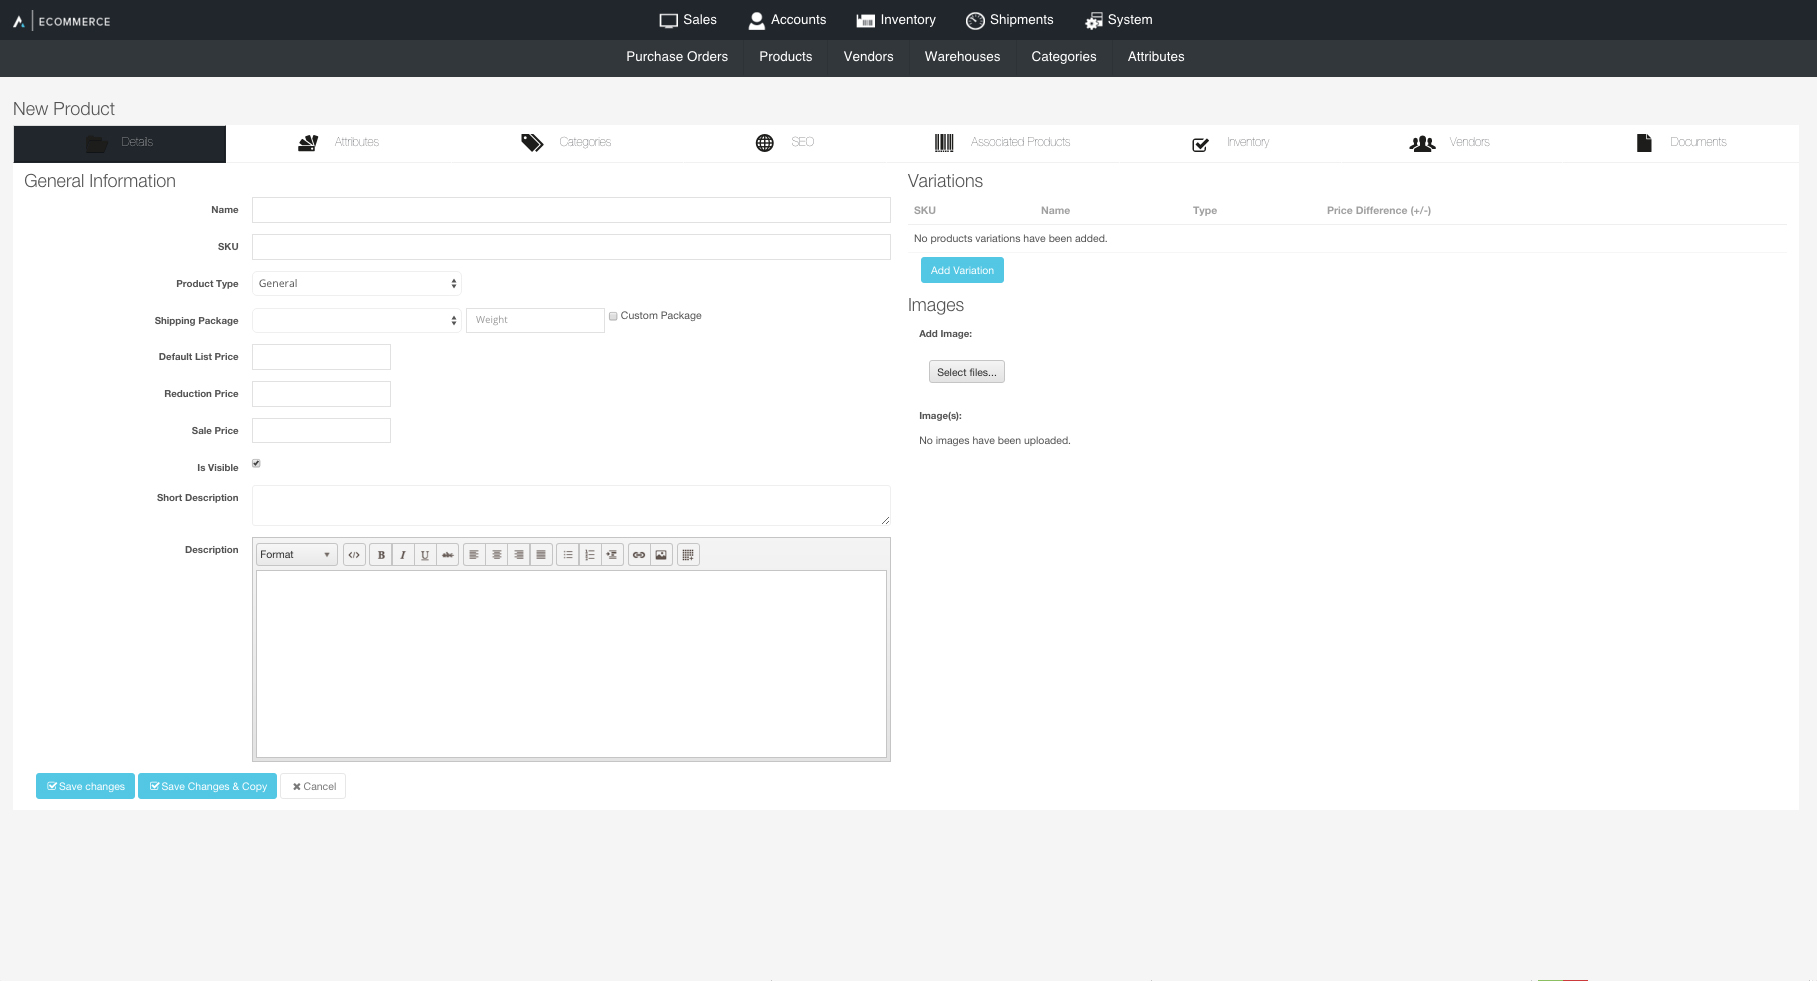 ECOMMERCE
Sales Accounts Inventory Shipments System
Purchase Orders Products Vendors Warehouses Categories Attributes
New Product
Details Attributes Categories SEO Associated Products Inventory Vendors Documents
General Information
Name
SKU
Product Type General
Shipping Package Weight Custom Package
Default List Price
Reduction Price
Sale Price
Is Visible
Short Description
Description
Format </> B I U abc
Save changes Save Changes & Copy Cancel
Variations
SKU Name Type Price Difference (+/-)
No products variations have been added.
Add Variation
Images
Add Image:
Select files...
Image(s):
No images have been uploaded.